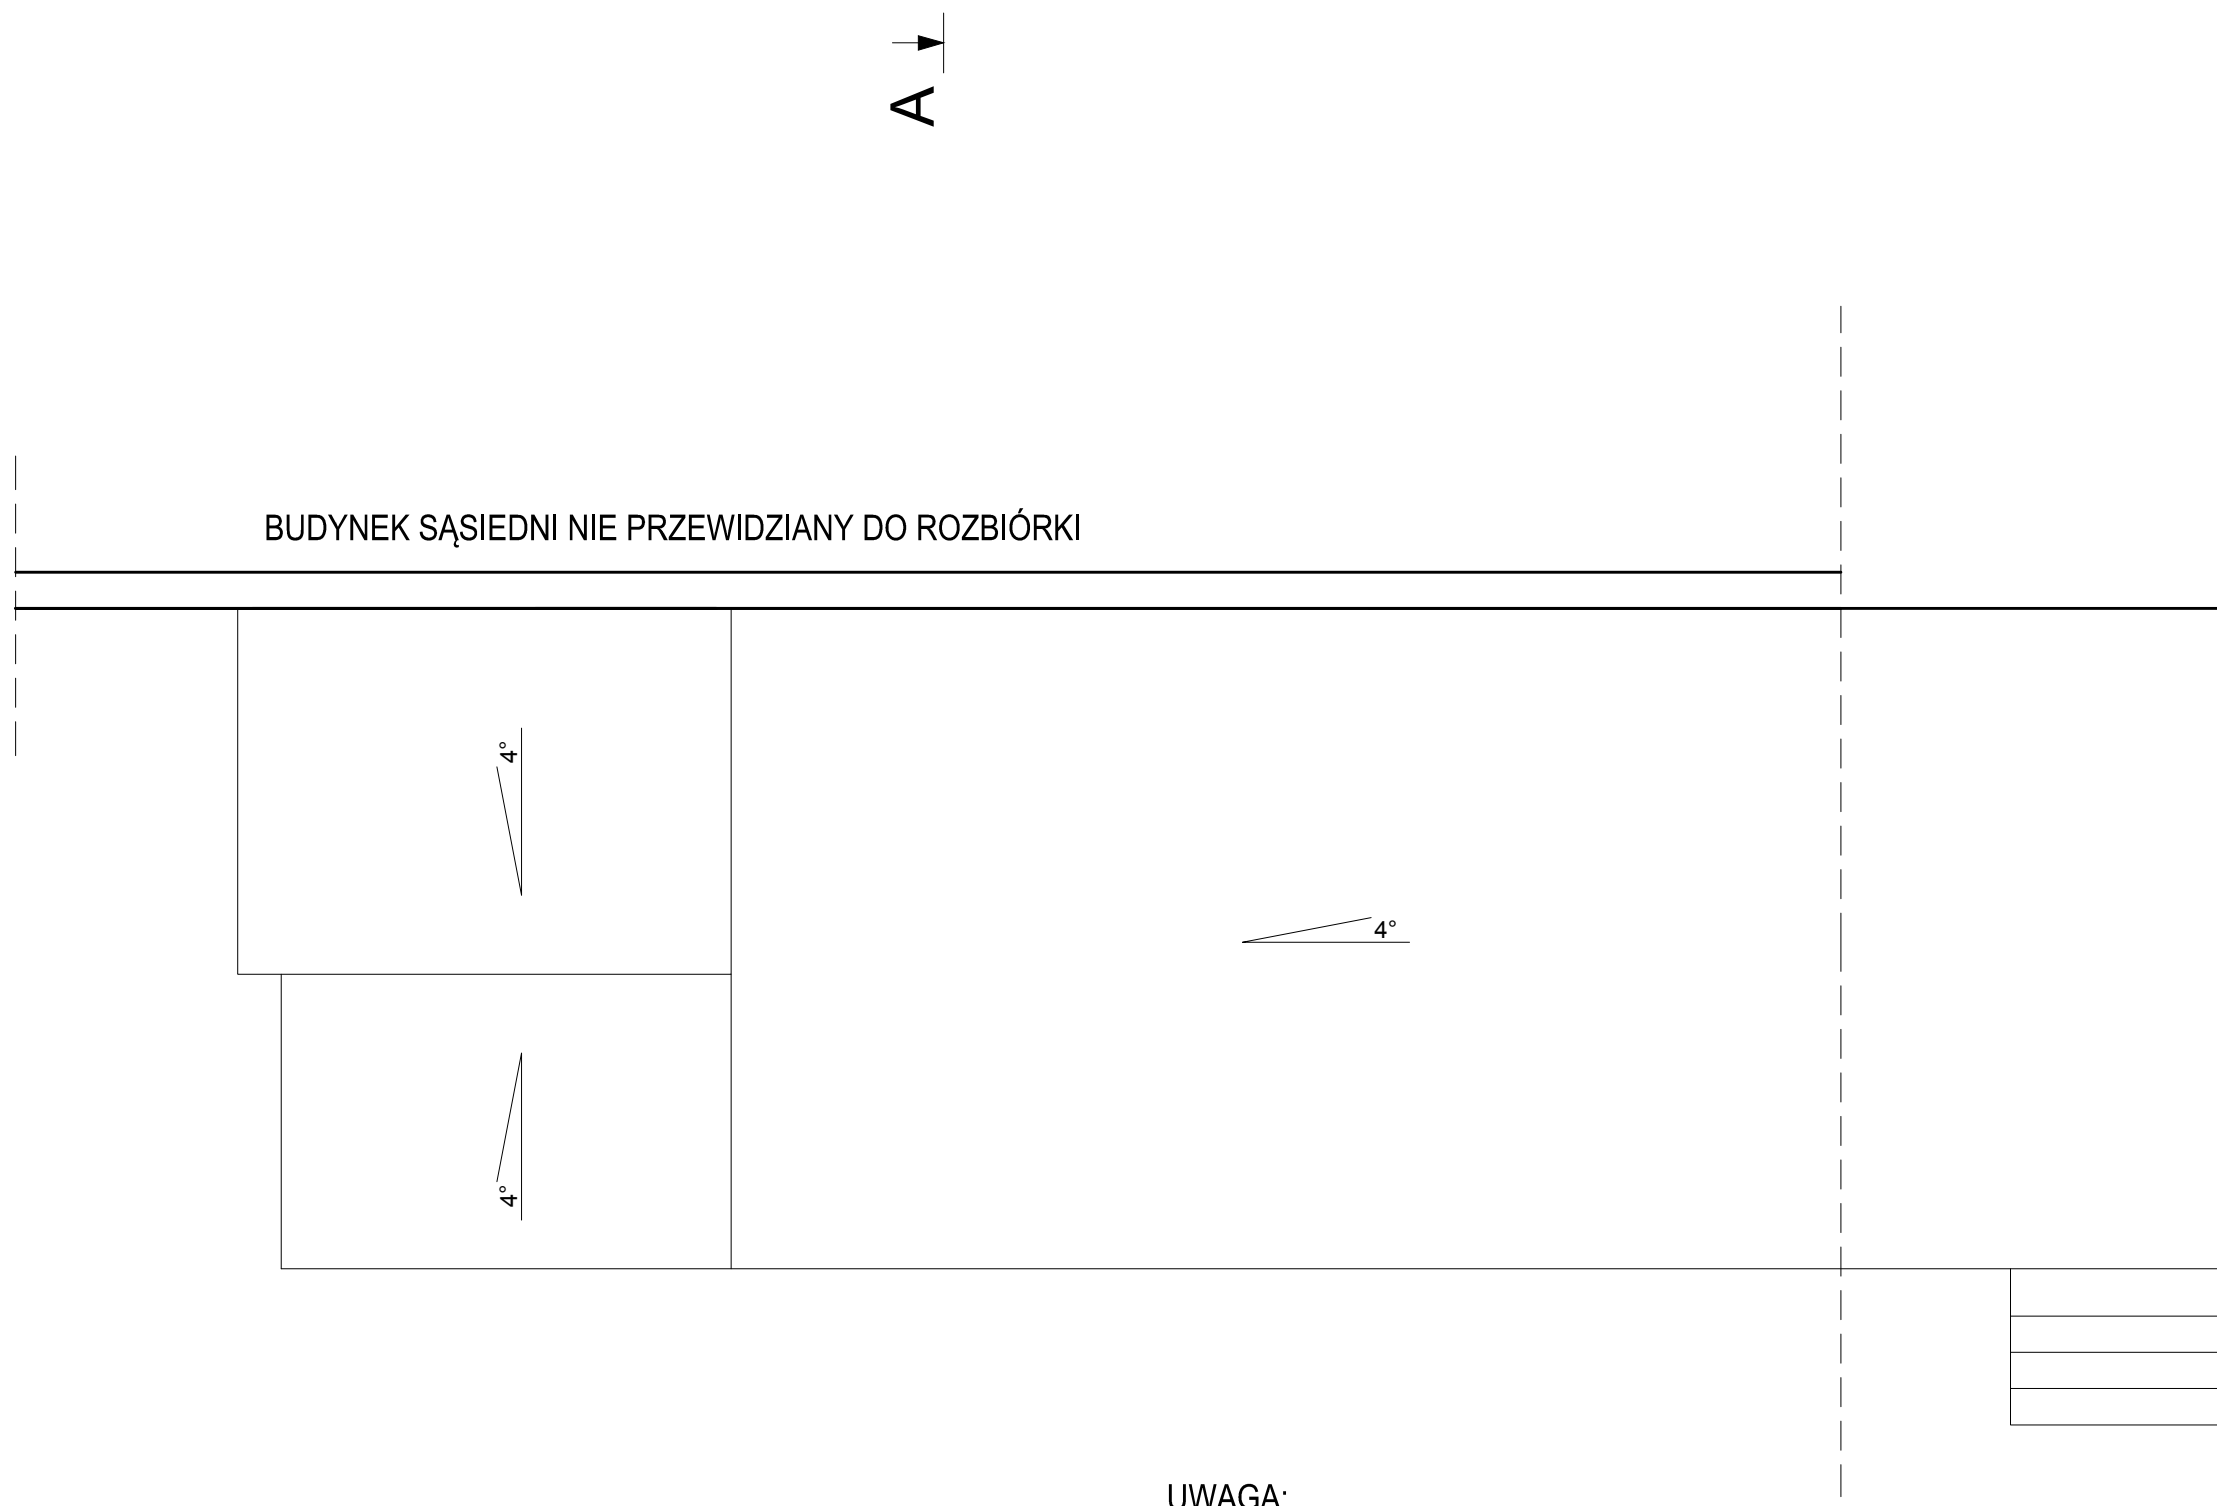 A
BUDYNEK SĄSIEDNI NIE PRZEWIDZIANY DO ROZBIÓRKI
4°
4°
4°
UWAGA: